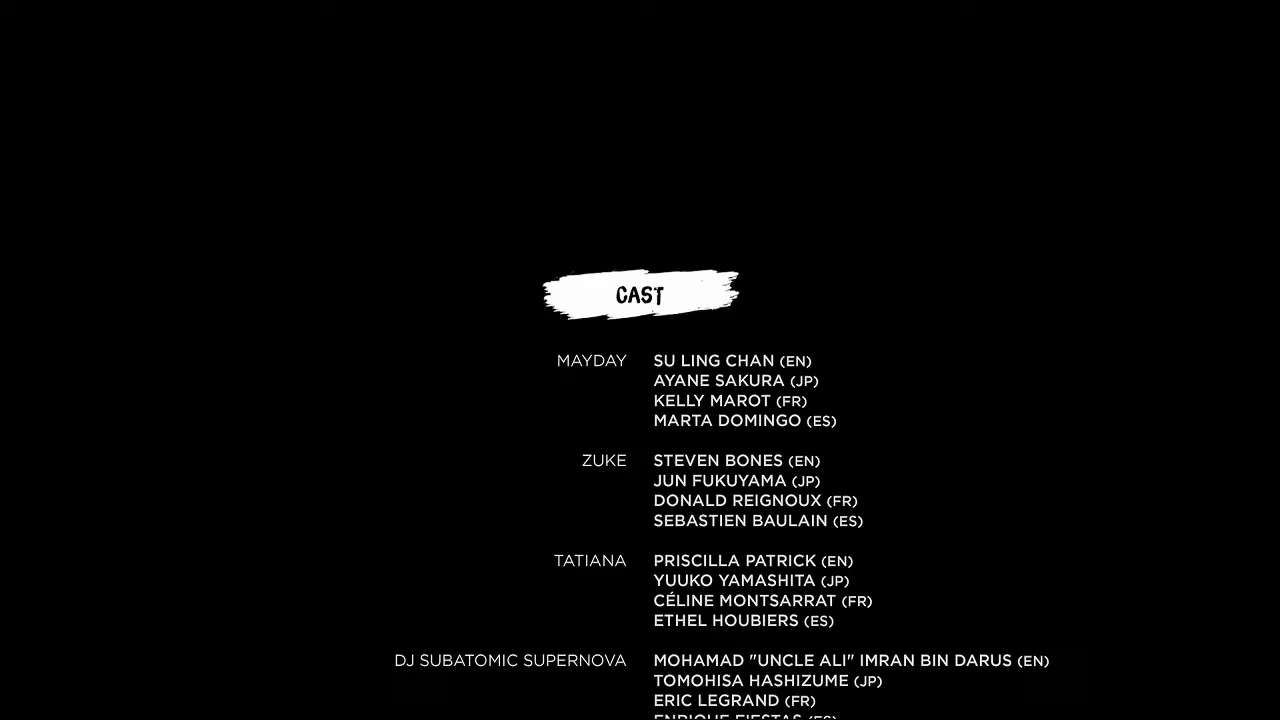 CAST
MAYDAY SU LING CHAN (EN)
AYANE SAKURA (JP)
KELLY MAROT (FR)
MARTA DOMINGO (ES)
ZUKE STEVEN BONES (EN)
JUN FUKUYAMA (JP)
DONALD REIGNOUX (FR)
SEBASTIEN BAULAIN (ES)
TATIANA PRISCILLA PATRICK (EN)
YUUKO YAMASHITA (JP)
CÉLINE MONTSARRAT (FR)
ETHEL HOUBIERS (ES)
DJ SUBATOMIC SUPERNOVA MOHAMAD "UNCLE ALI" IMRAN BIN DARUS (EN)
TOMOHISA HASHIZUME (JP)
ERIC LEGRAND (FR)
ENRIQUE FIESTAS (ES)